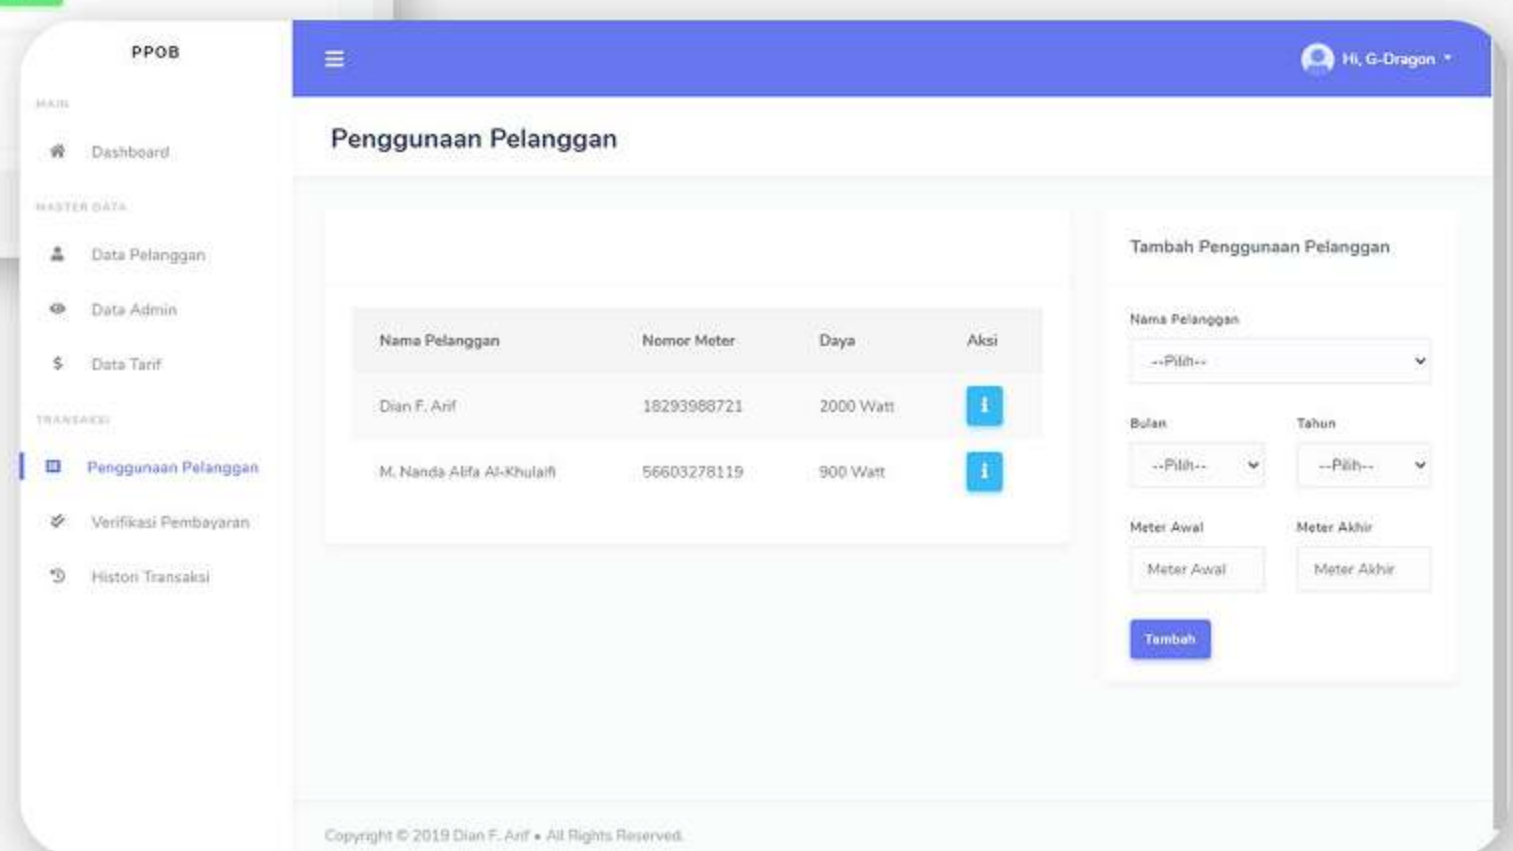 PPOB
Hi, G-Dragon
MAIN
Dashboard
MASTER DATA
Data Pelanggan
Data Admin
Data Tarif
TRANSAKSI
Penggunaan Pelanggan
Verifikasi Pembayaran
Histori Transaksi
Penggunaan Pelanggan
Nama Pelanggan Nomor Meter Daya Aksi
Dian F. Arif 18293988721 2000 Watt i
M. Nanda Alifa Al-Khulaifi 56603278119 900 Watt i
Tambah Penggunaan Pelanggan
Nama Pelanggan
--Pilih--
Bulan Tahun
--Pilih-- --Pilih--
Meter Awal Meter Akhir
Meter Awal Meter Akhir
Tambah
Copyright © 2019 Dian F. Arif • All Rights Reserved.